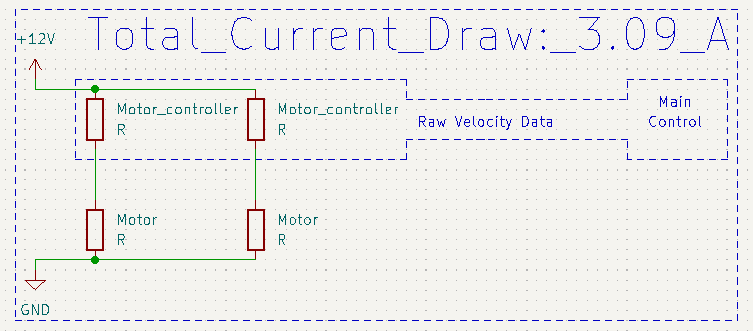 Total_Current_Draw:_3.09_A
+12V
Motor_controller
R
Motor_controller
R
Raw Velocity Data
Main
Control
Motor
R
Motor
R
GND